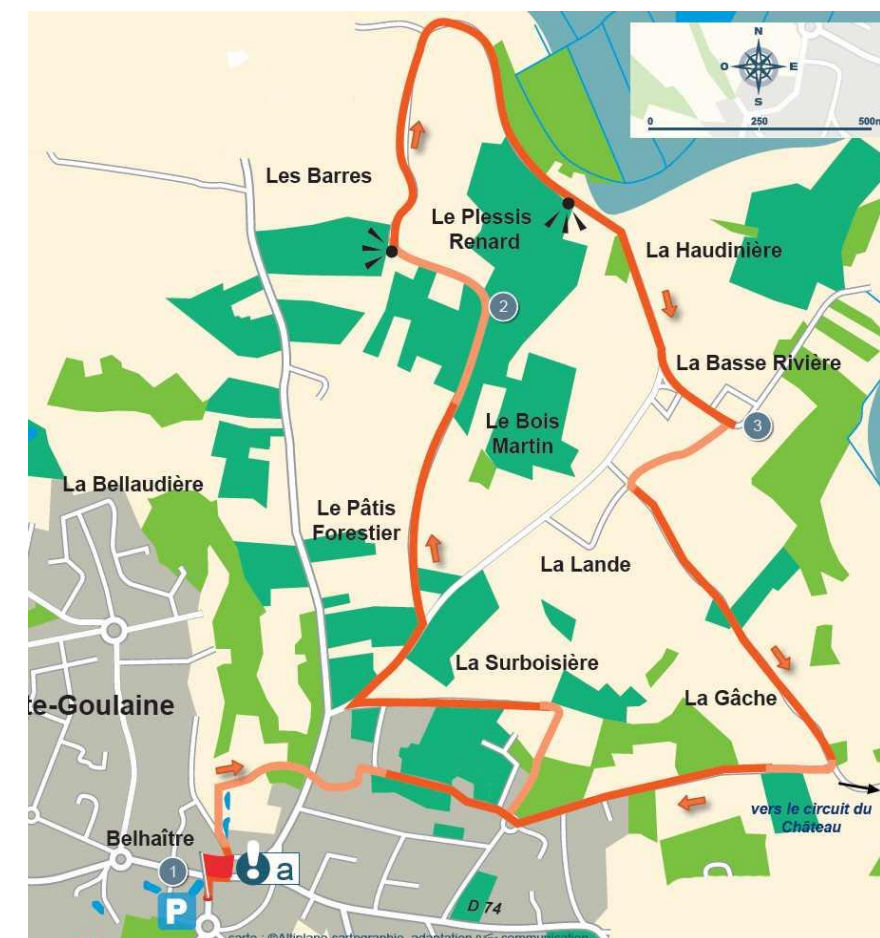 N
O
E
S
0 250 500m
Les Barres
Le Plessis
Renard
La Haudinière
2
La Basse Rivière
3
Le Bois
Martin
La Bellaudière
Le Pâtis
Forestier
La Lande
La Surboisière
te-Goulaine
La Gâche
vers le circuit du
Château
Belhaître
1
! a
P
D 74
carte : ©Altiplano cartographie, adaptation
communication